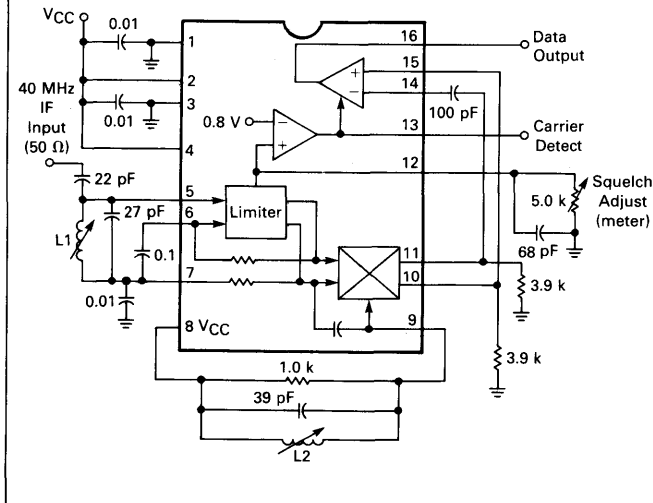 VCC
0.01
1
2
3
0.01
4
40 MHz
IF
Input
(50 Ω)
22 pF
5
27 pF
6
L1
0.1
7
0.01
8 VCC
0.8 V
−
+
Limiter
+
−
16
15
14
100 pF
13
12
11
10
9
Data
Output
Carrier
Detect
Squelch
Adjust
(meter)
5.0 k
68 pF
3.9 k
3.9 k
1.0 k
39 pF
L2